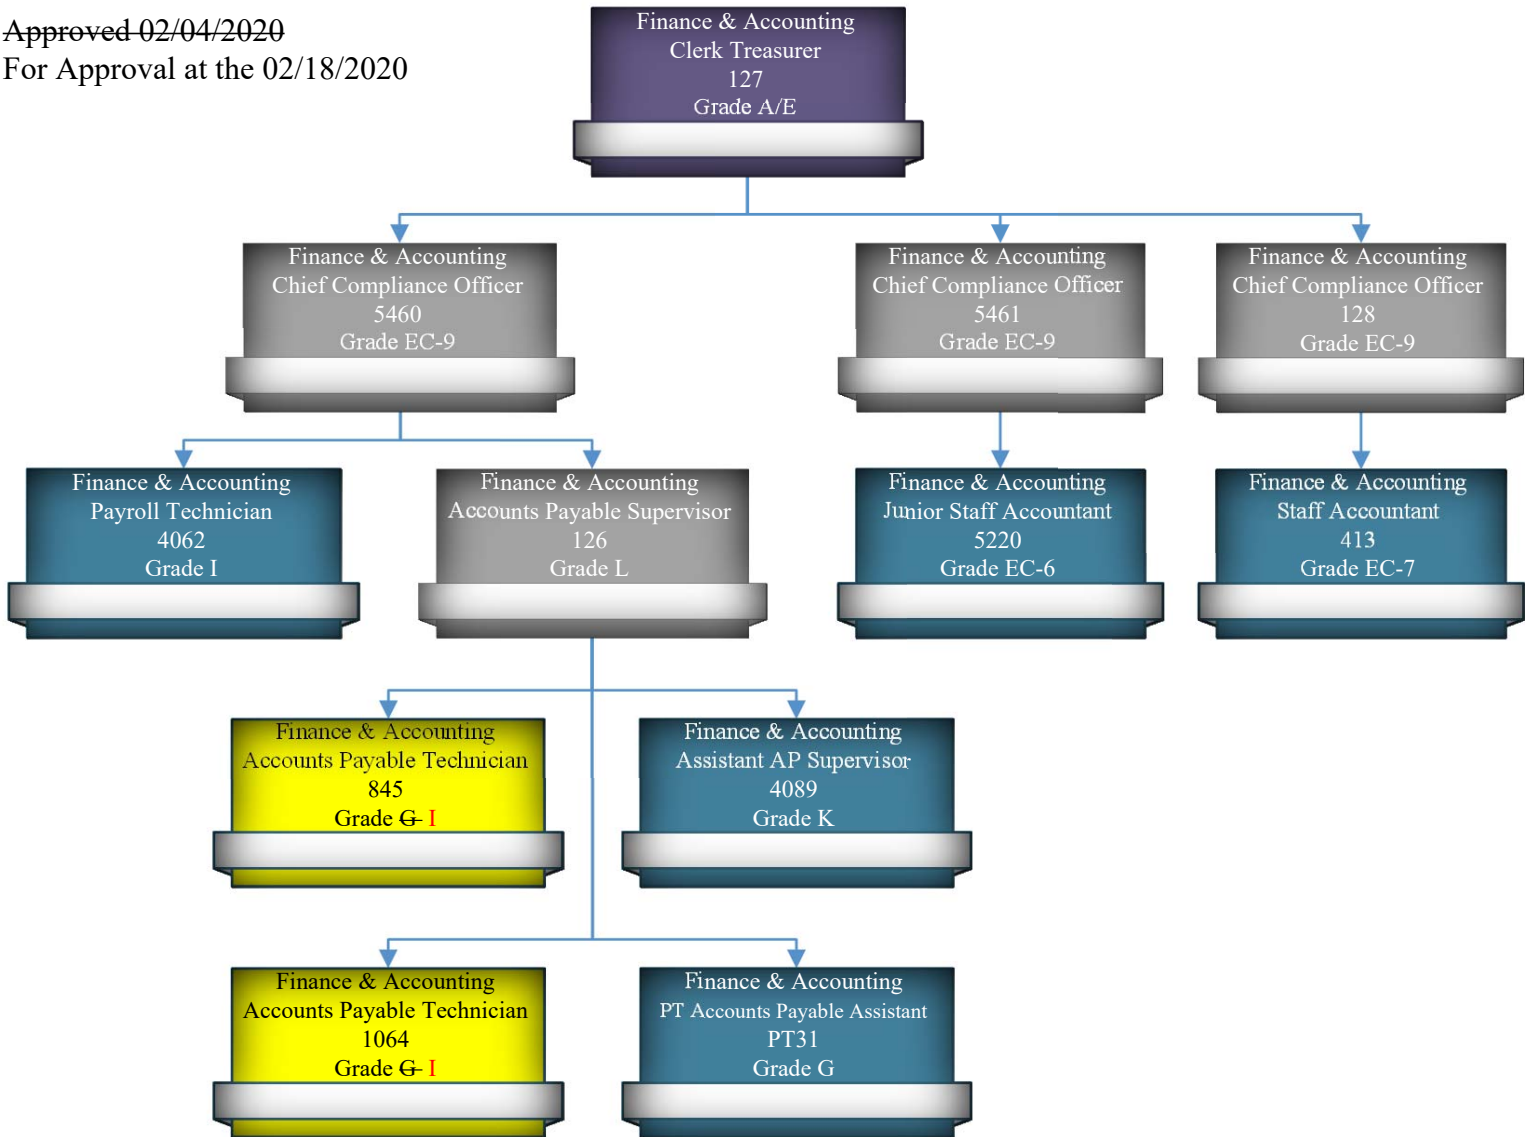 Approved 02/04/2020
For Approval at the 02/18/2020
Finance & Accounting
Clerk Treasurer
127
Grade A/E
Finance & Accounting
Chief Compliance Officer
5460
Grade EC-9
Finance & Accounting
Chief Compliance Officer
5461
Grade EC-9
Finance & Accounting
Chief Compliance Officer
128
Grade EC-9
Finance & Accounting
Payroll Technician
4062
Grade I
Finance & Accounting
Accounts Payable Supervisor
126
Grade L
Finance & Accounting
Junior Staff Accountant
5220
Grade EC-6
Finance & Accounting
Staff Accountant
413
Grade EC-7
Finance & Accounting
Accounts Payable Technician
845
Grade G I
Finance & Accounting
Assistant AP Supervisor
4089
Grade K
Finance & Accounting
Accounts Payable Technician
1064
Grade G I
Finance & Accounting
PT Accounts Payable Assistant
PT31
Grade G